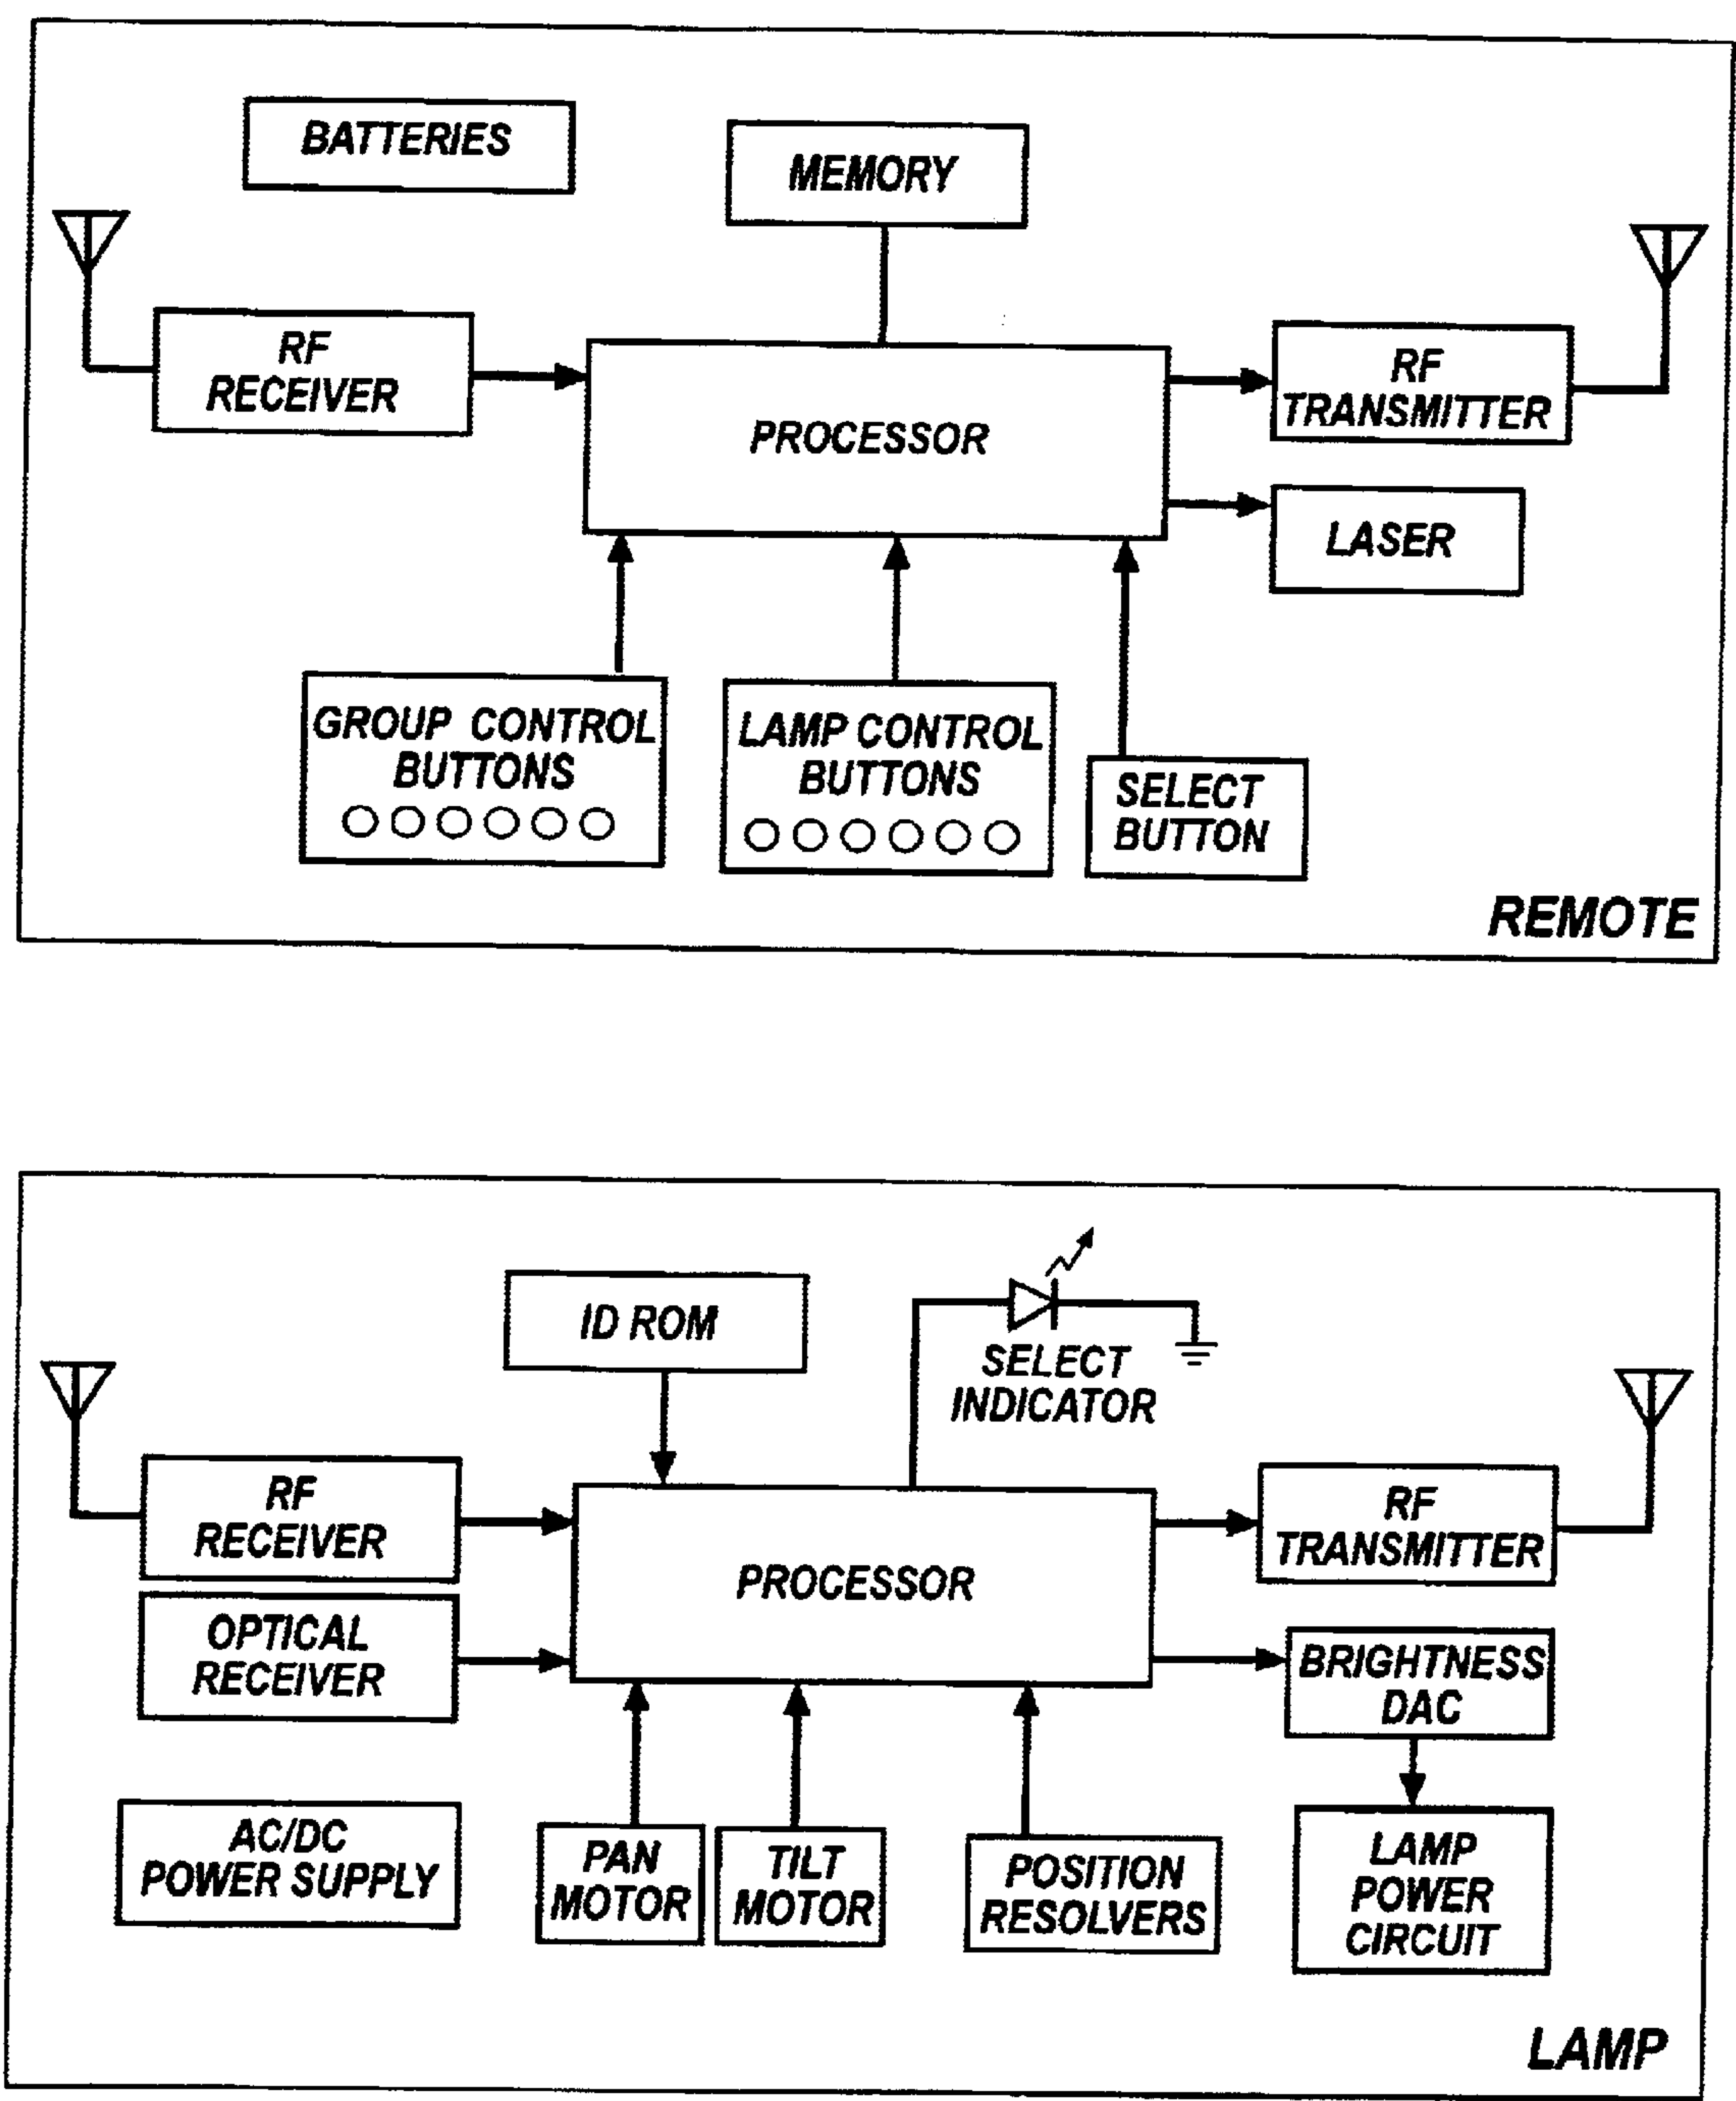 BATTERIES
MEMORY
RF
RECEIVER
PROCESSOR
RF
TRANSMITTER
LASER
GROUP CONTROL
BUTTONS
LAMP CONTROL
BUTTONS
SELECT
BUTTON
REMOTE
ID ROM
SELECT
INDICATOR
RF
RECEIVER
OPTICAL
RECEIVER
PROCESSOR
RF
TRANSMITTER
BRIGHTNESS
DAC
AC/DC
POWER SUPPLY
PAN
MOTOR
TILT
MOTOR
POSITION
RESOLVERS
LAMP
POWER
CIRCUIT
LAMP